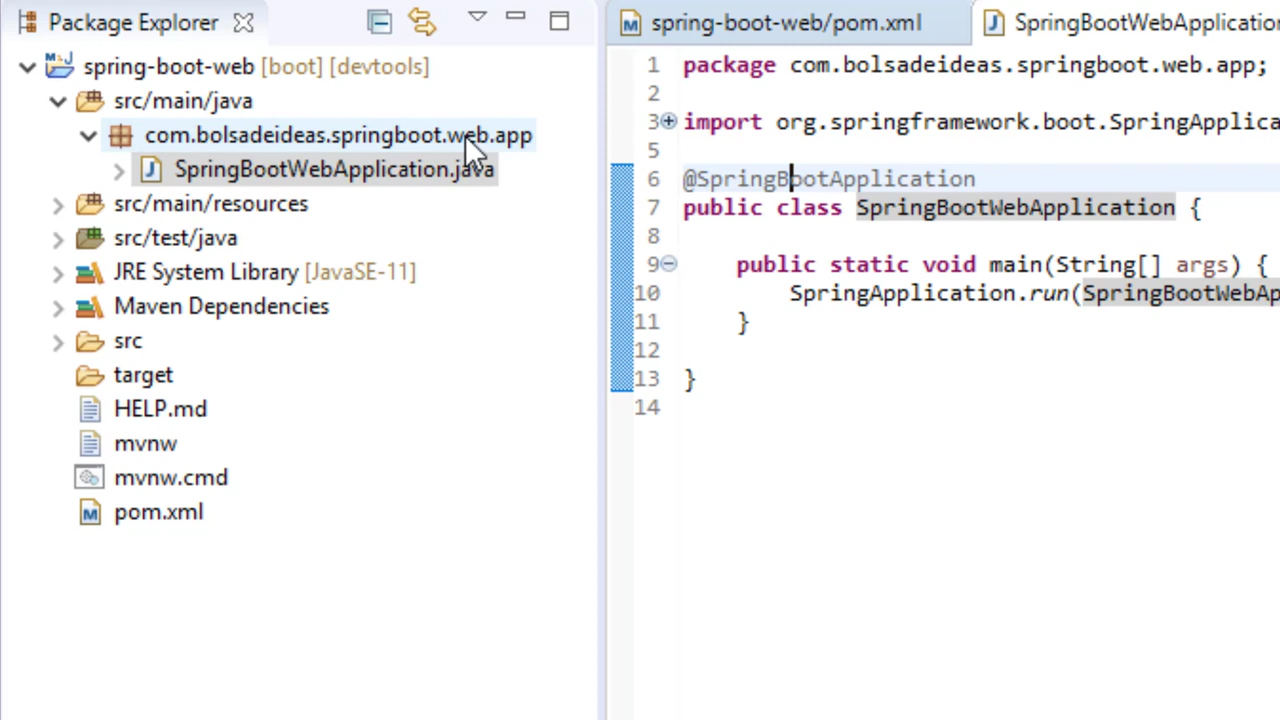 Package Explorer
spring-boot-web [boot] [devtools]
src/main/java
com.bolsadeideas.springboot.web.app
SpringBootWebApplication.java
src/main/resources
src/test/java
JRE System Library [JavaSE-11]
Maven Dependencies
src
target
HELP.md
mvnw
mvnw.cmd
pom.xml
spring-boot-web/pom.xml
SpringBootWebApplication
1 package com.bolsadeideas.springboot.web.app;
2
3 import org.springframework.boot.SpringApplica
5
6 @SpringBootApplication
7 public class SpringBootWebApplication {
8
9 public static void main(String[] args) {
10 SpringApplication.run(SpringBootWebAp
11 }
12
13 }
14